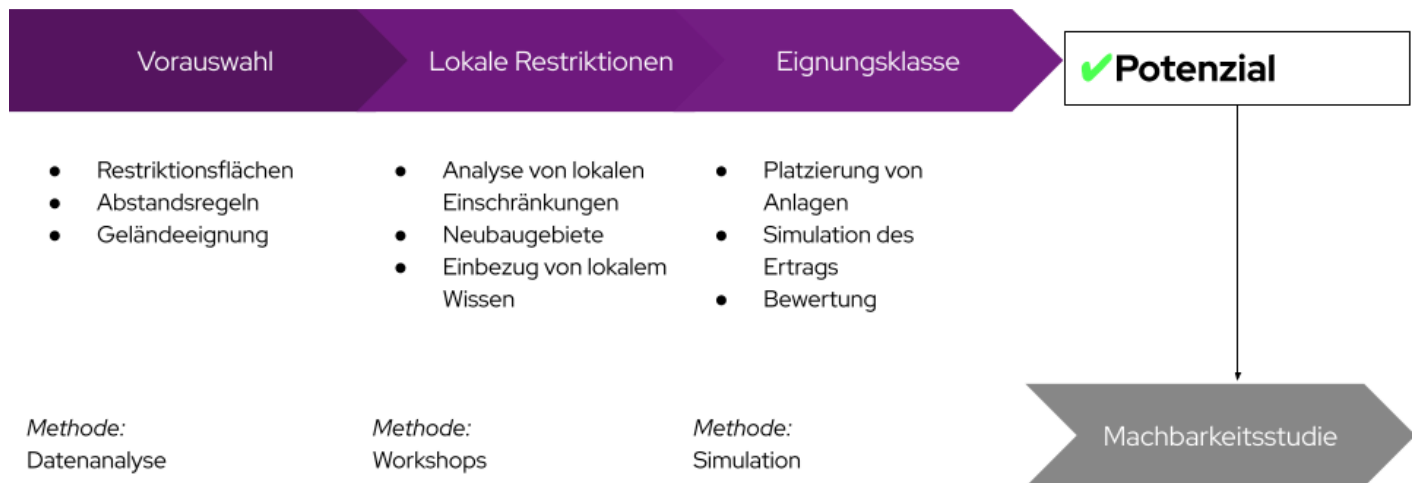 Vorauswahl
Lokale Restriktionen
Eignungsklasse
✔Potenzial
● Restriktionsflächen
● Abstandsregeln
● Geländeeignung
● Analyse von lokalen
Einschränkungen
● Neubaugebiete
● Einbezug von lokalem
Wissen
● Platzierung von
Anlagen
● Simulation des
Ertrags
● Bewertung
Methode:
Datenanalyse
Methode:
Workshops
Methode:
Simulation
Machbarkeitsstudie